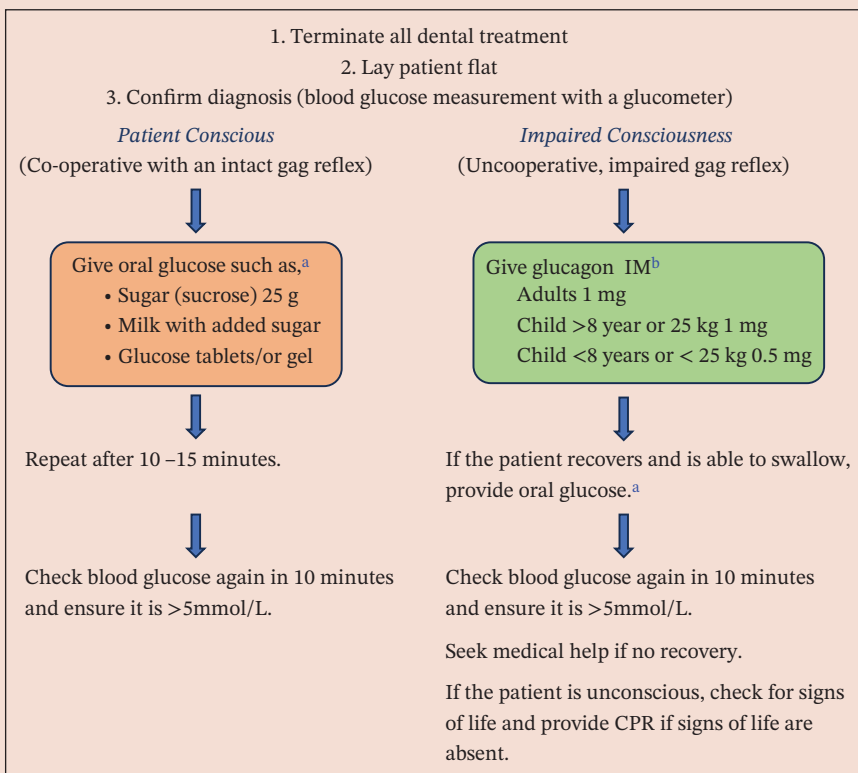 1. Terminate all dental treatment
2. Lay patient flat
3. Confirm diagnosis (blood glucose measurement with a glucometer)
Patient Conscious
(Co-operative with an intact gag reflex)
Give oral glucose such as,a
• Sugar (sucrose) 25 g
• Milk with added sugar
• Glucose tablets/or gel
Repeat after 10 –15 minutes.
Check blood glucose again in 10 minutes
and ensure it is >5mmol/L.
Impaired Consciousness
(Uncooperative, impaired gag reflex)
Give glucagon IMb
Adults 1 mg
Child >8 year or 25 kg 1 mg
Child <8 years or < 25 kg 0.5 mg
If the patient recovers and is able to swallow,
provide oral glucose.a
Check blood glucose again in 10 minutes
and ensure it is >5mmol/L.
Seek medical help if no recovery.
If the patient is unconscious, check for signs
of life and provide CPR if signs of life are
absent.